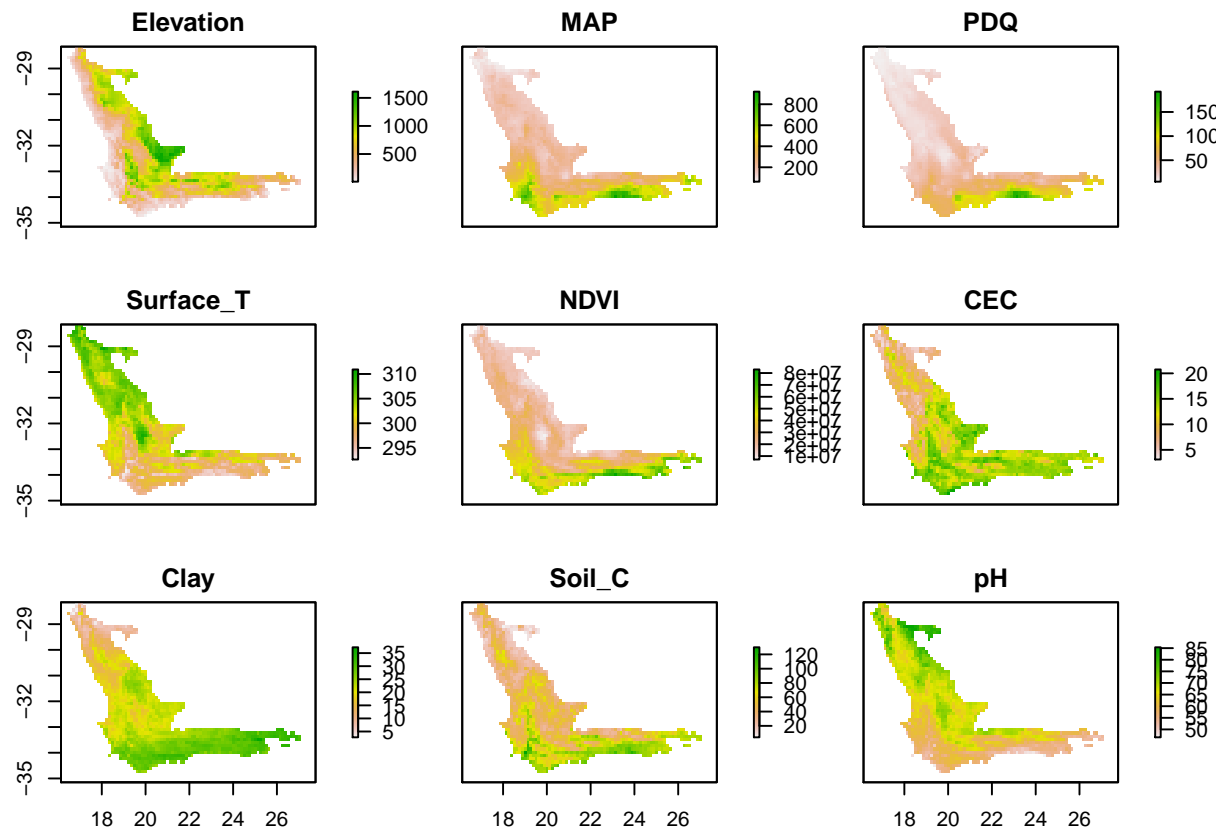 Elevation
MAP
PDQ
-29
-32
-35
1500
1000
500
800
600
400
200
150
100
50
Surface_T
NDVI
CEC
-29
-32
-35
310
305
300
295
8e+07
7e+07
6e+07
5e+07
4e+07
3e+07
2e+07
1e+07
20
15
10
5
Clay
Soil_C
pH
-29
-32
-35
35
30
25
20
15
10
5
120
100
80
60
40
20
85
80
75
70
65
60
55
50
18 20 22 24 26
18 20 22 24 26
18 20 22 24 26